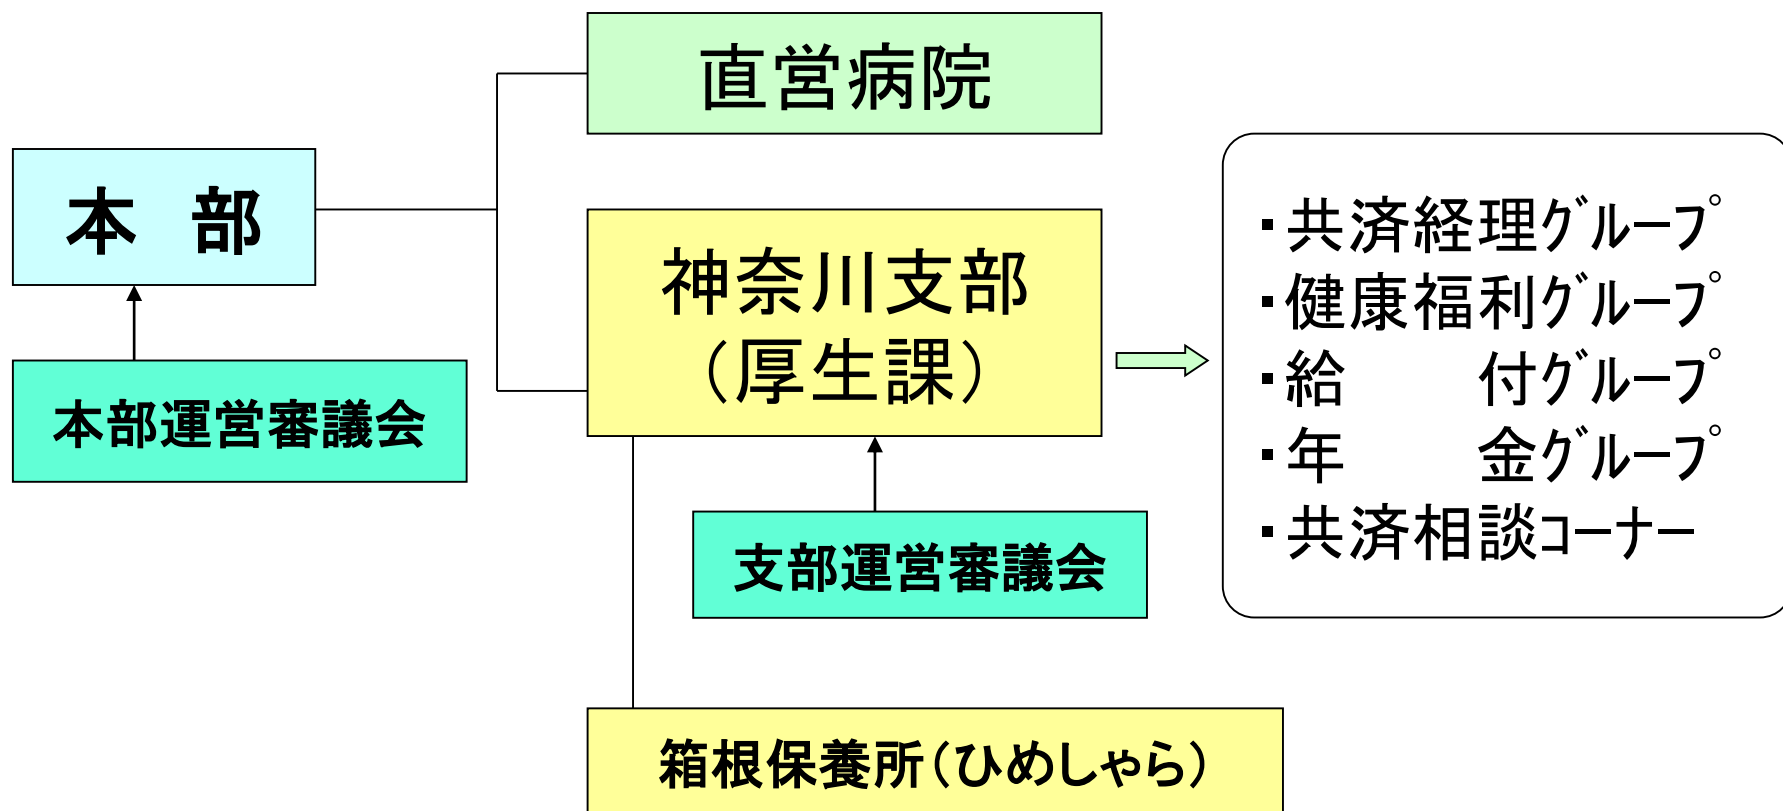 直営病院
本　部
神奈川支部
（厚生課）
本部運営審議会
支部運営審議会
箱根保養所（ひめしゃら）
・共済経理ｸﾞﾙｰﾌﾟ
・健康福利ｸﾞﾙｰﾌﾟ
・給　　付ｸﾞﾙｰﾌﾟ
・年　　金ｸﾞﾙｰﾌﾟ
・共済相談ｺｰﾅｰ